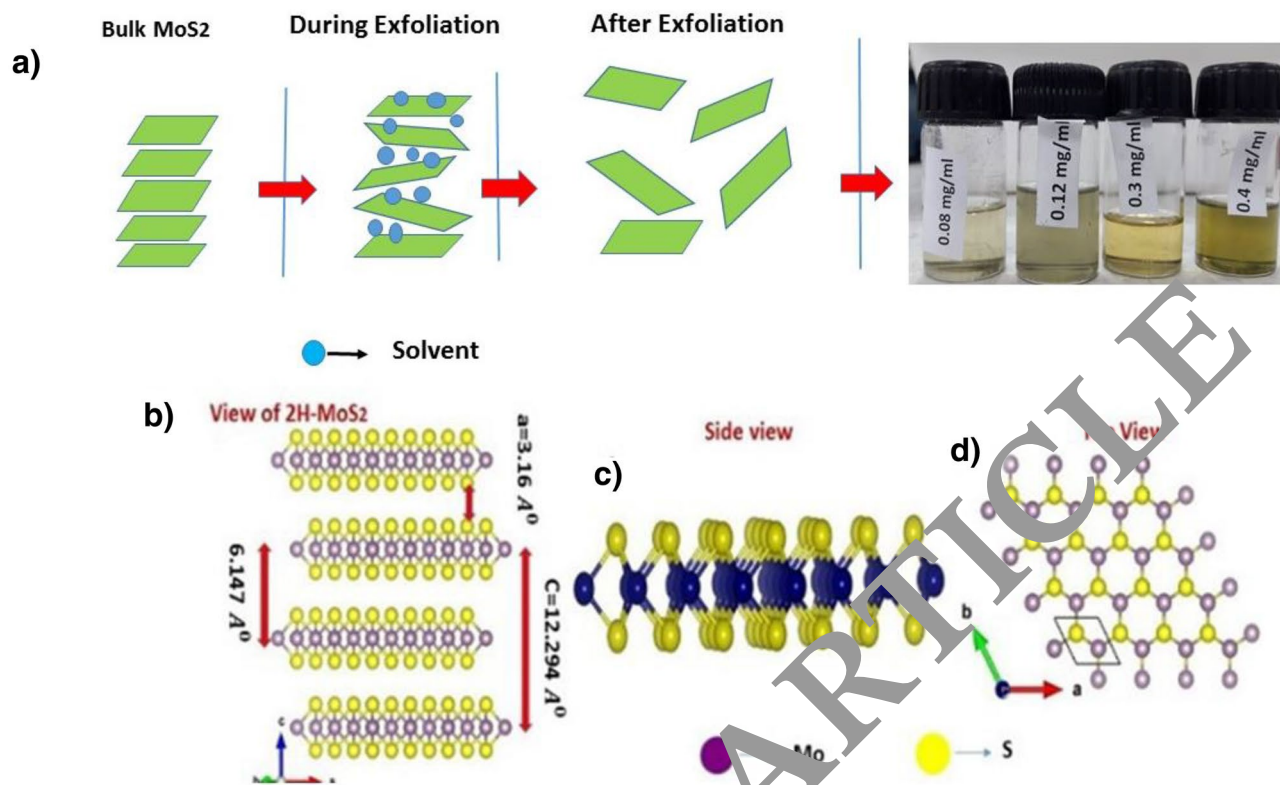 a)
Bulk MoS2
During Exfoliation
After Exfoliation
0.08 mg/ml
0.12 mg/ml
0.3 mg/ml
0.4 mg/ml
Solvent
b)
View of 2H-MoS2
a=3.16 A⁰
6.147 A⁰
C=12.294 A⁰
c
c)
Side view
d)
View
b
a
Mo
S
ARTICLE